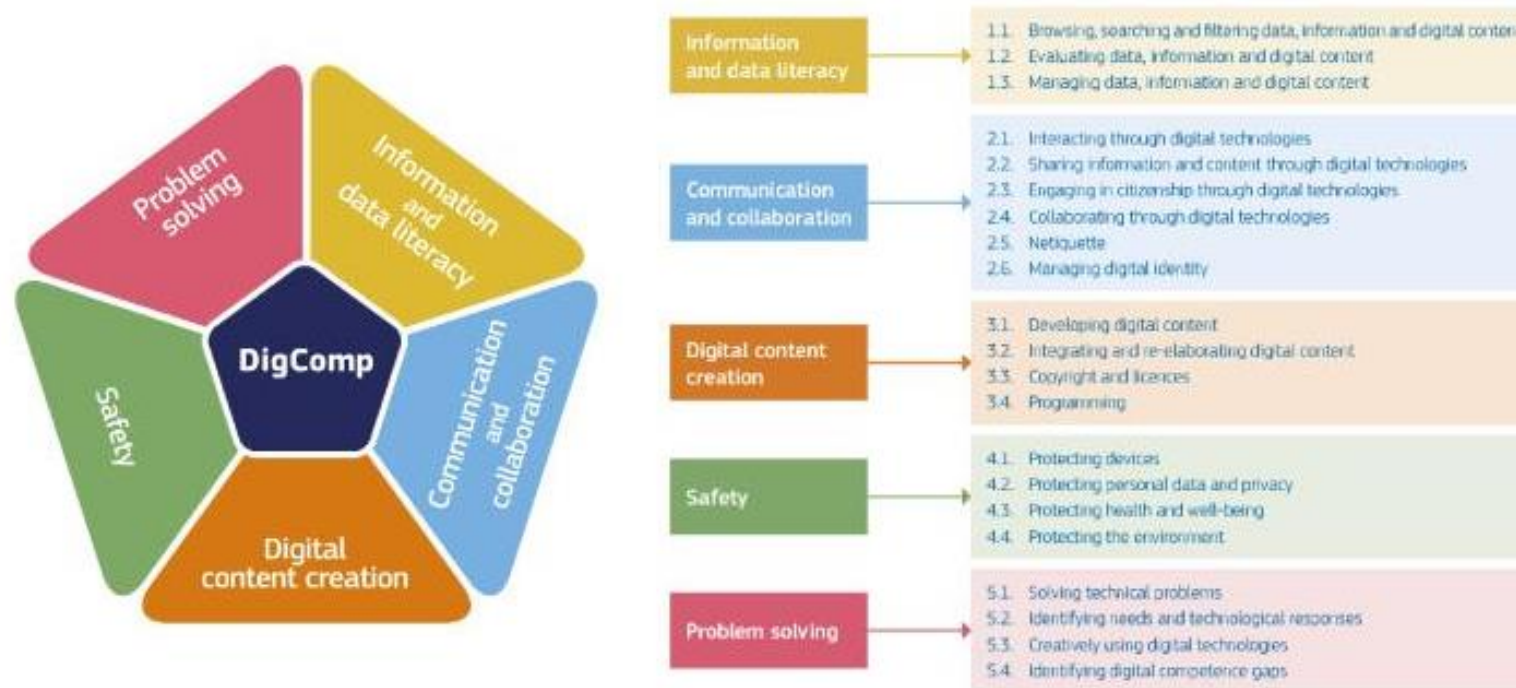 Problem
solving
Information
and
data literacy
DigComp
Safety
Communication
and
collaboration
Digital
content creation
Information
and data literacy
1.1. Browsing, searching and filtering data, information and digital conten
1.2. Evaluating data, information and digital content
1.3. Managing data, information and digital content
Communication
and collaboration
2.1. Interacting through digital technologies
2.2. Sharing information and content through digital technologies
2.3. Engaging in citizenship through digital technologies
2.4. Collaborating through digital technologies
2.5. Netiquette
2.6. Managing digital identity
Digital content
creation
3.1. Developing digital content
3.2. Integrating and re-elaborating digital content
3.3. Copyright and licences
3.4. Programming
Safety
4.1. Protecting devices
4.2. Protecting personal data and privacy
4.3. Protecting health and well-being
4.4. Protecting the environment
Problem solving
5.1. Solving technical problems
5.2. Identifying needs and technological responses
5.3. Creatively using digital technologies
5.4. Identifying digital competence gaps